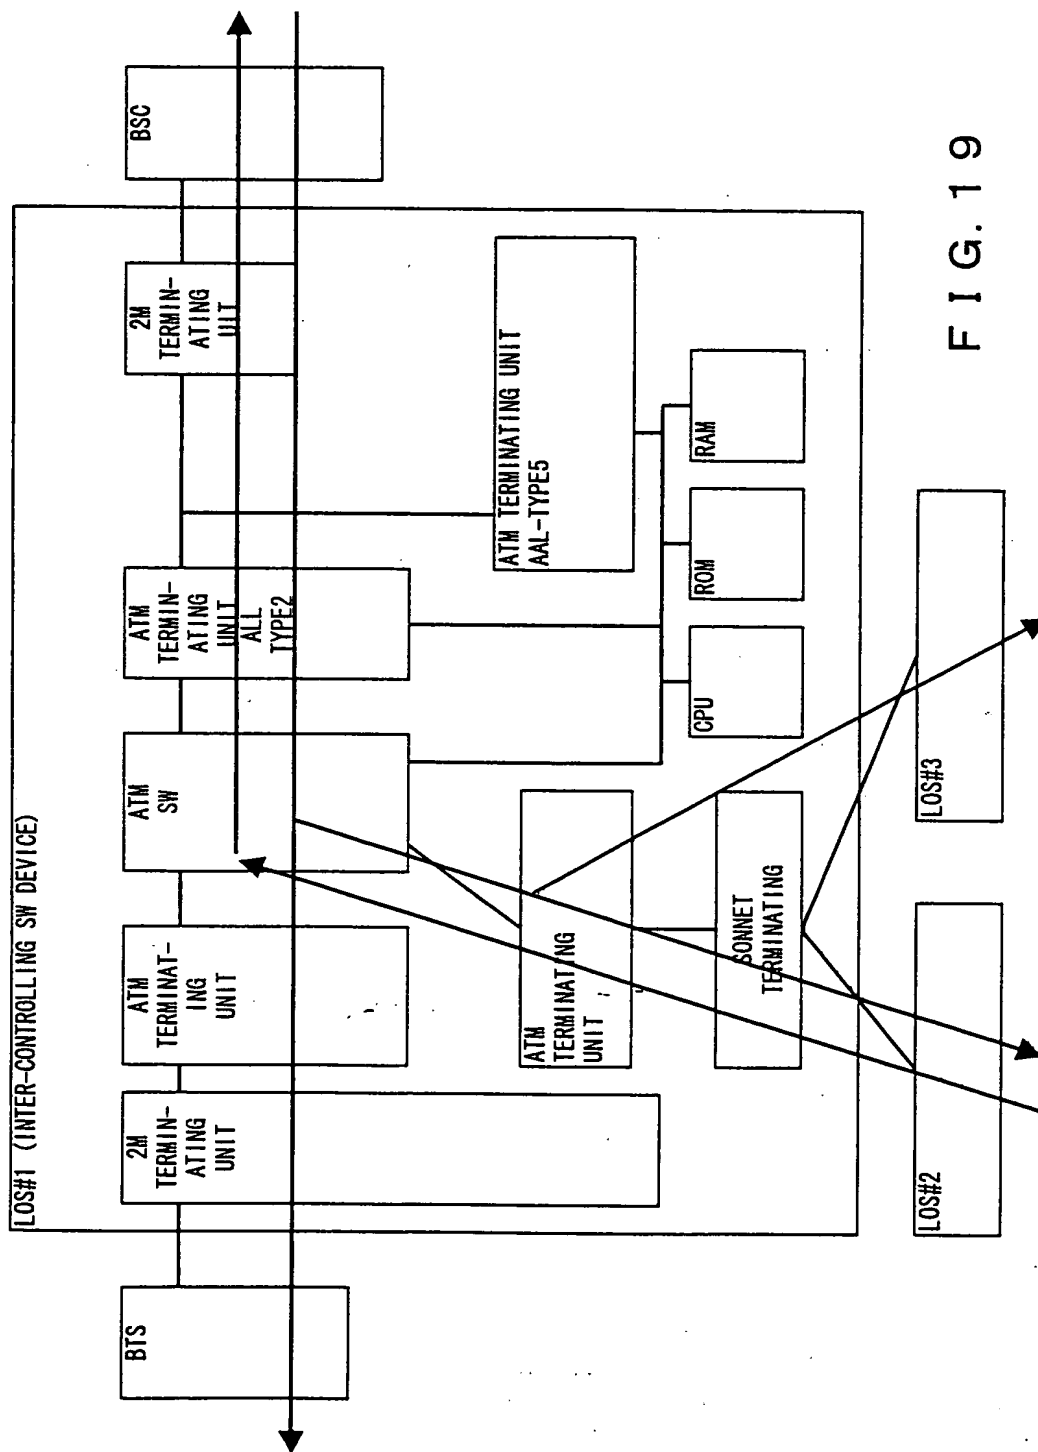 LOS#1 (INTER-CONTROLLING SW DEVICE)
BTS
2M
TERMIN-
ATING
UNIT
ATM
TERMINAT-
ING
UNIT
ATM
SW
ATM
TERMIN-
ATING
UNIT
ALL
TYPE2
2M
TERMIN-
ATING
UIT
BSC
ATM
TERMINATING
UNIT
ATM TERMINATING UNIT
AAL-TYPE5
SONNET
TERMINATING
CPU
ROM
RAM
LOS#2
LOS#3
FIG. 19